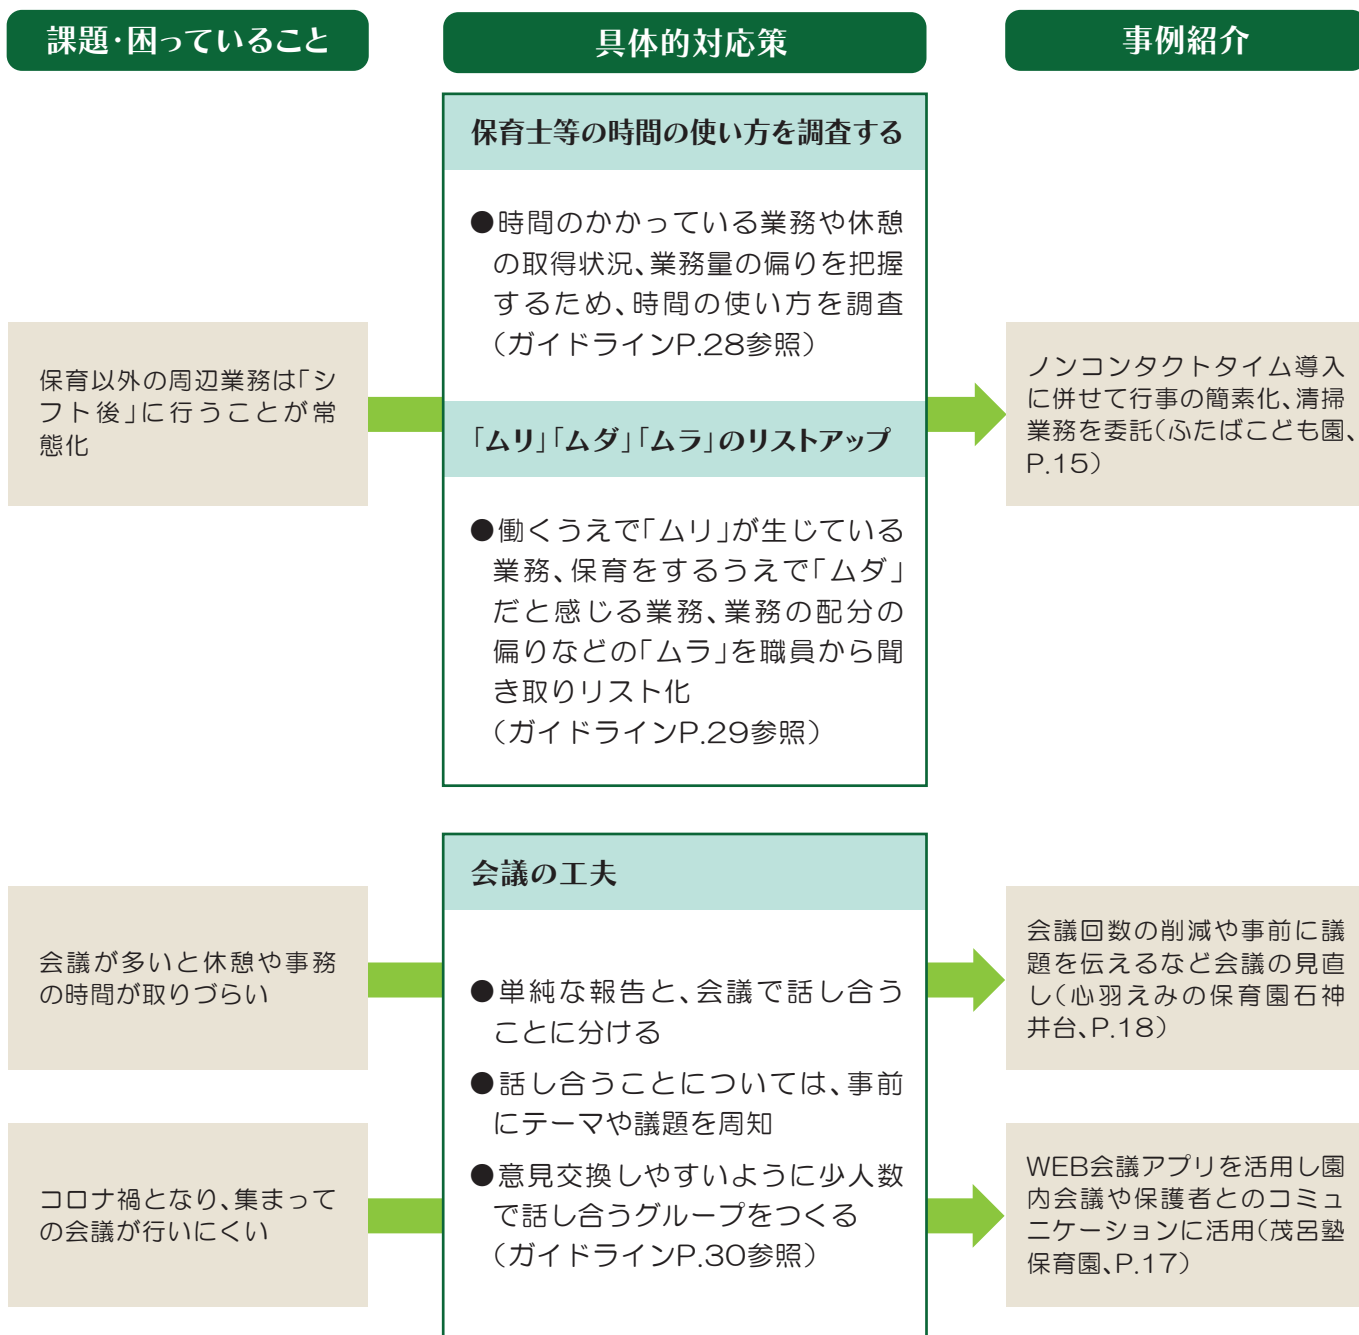 課題・困っていること
具体的対応策
事例紹介
保育士等の時間の使い方を調査する
●時間のかかっている業務や休憩
の取得状況、業務量の偏りを把握
するため、時間の使い方を調査
（ガイドラインP.28参照）
保育以外の周辺業務は「シ
フト後」に行うことが常
態化
ノンコンタクトタイム導入
に併せて行事の簡素化、清掃
業務を委託（ふたばこども園、
P.15）
「ムリ」「ムダ」「ムラ」のリストアップ
●働くうえで「ムリ」が生じている
業務、保育をするうえで「ムダ」
だと感じる業務、業務の配分の
偏りなどの「ムラ」を職員から聞
き取りリスト化
（ガイドラインP.29参照）
会議の工夫
会議が多いと休憩や事務
の時間が取りづらい
●単純な報告と、会議で話し合う
ことに分ける
●話し合うことについては、事前
にテーマや議題を周知
●意見交換しやすいように少人数
で話し合うグループをつくる
（ガイドラインP.30参照）
会議回数の削減や事前に議
題を伝えるなど会議の見直
し（心羽えみの保育園石神
井台、P.18）
コロナ禍となり、集まって
の会議が行いにくい
WEB会議アプリを活用し園
内会議や保護者とのコミュ
ニケーションに活用（茂呂塾
保育園、P.17）